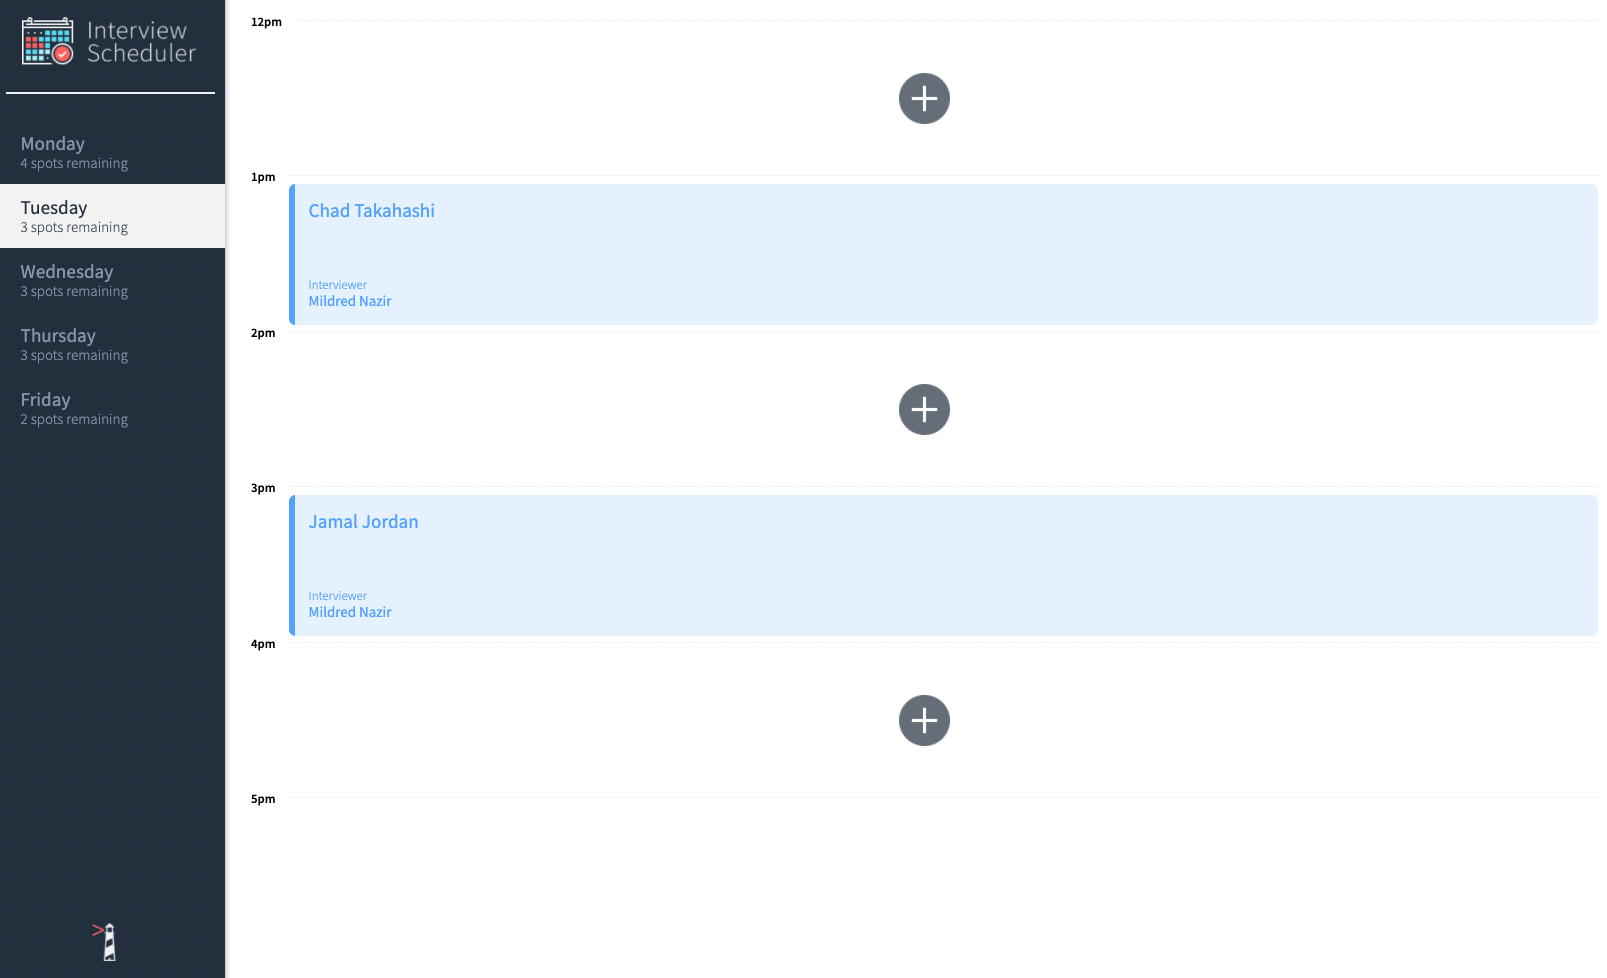 Interview
Scheduler
Monday
4 spots remaining
Tuesday
3 spots remaining
Wednesday
3 spots remaining
Thursday
3 spots remaining
Friday
2 spots remaining
12pm
1pm
Chad Takahashi
Interviewer
Mildred Nazir
2pm
3pm
Jamal Jordan
Interviewer
Mildred Nazir
4pm
5pm